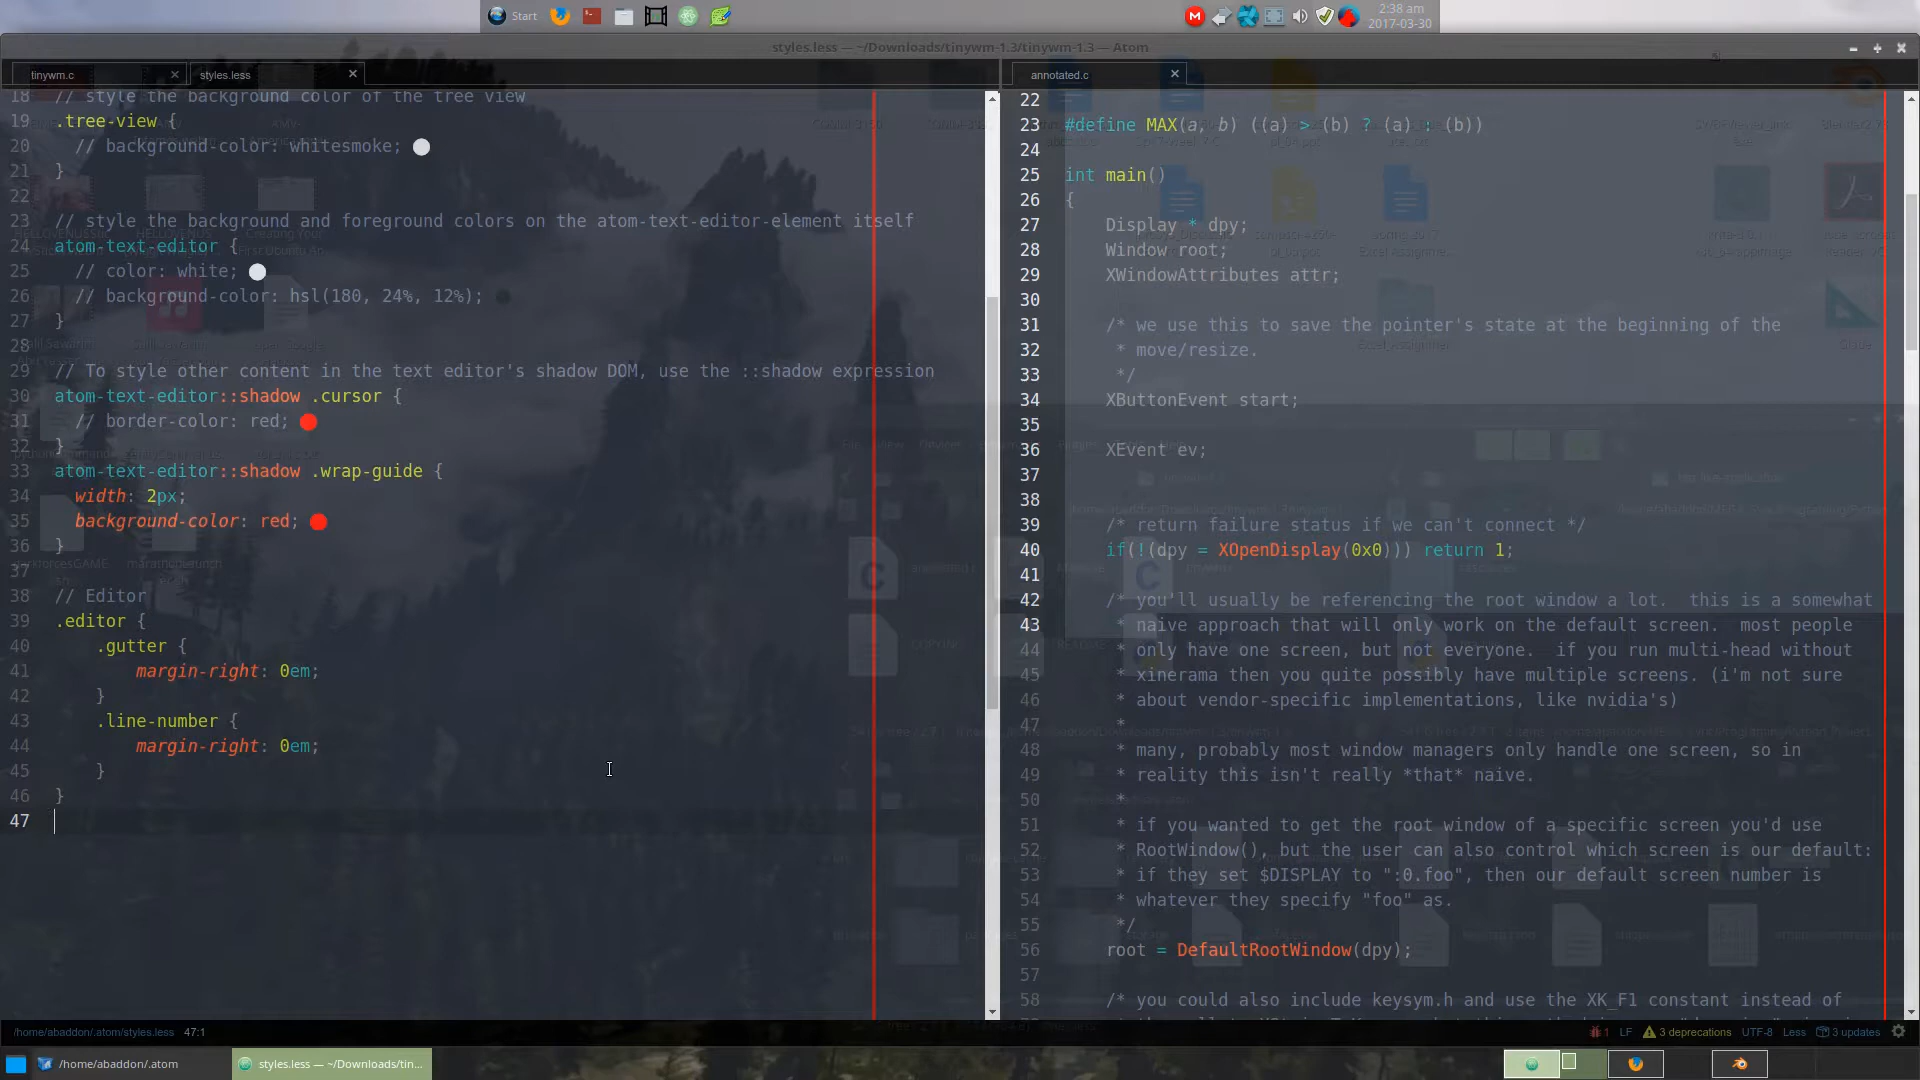 Start
2:38 am
2017-03-30
styles.less — ~/Downloads/tinywm-1.3/tinywm-1.3 — Atom
tinywm.c
styles.less
18 // style the background color of the tree view
19 .tree-view {
20 // background-color: whitesmoke;
21 }
22
23 // style the background and foreground colors on the atom-text-editor-element itself
24 atom-text-editor {
25 // color: white;
26 // background-color: hsl(180, 24%, 12%);
27 }
28
29 // To style other content in the text editor's shadow DOM, use the ::shadow expression
30 atom-text-editor::shadow .cursor {
31 // border-color: red;
32 }
33 atom-text-editor::shadow .wrap-guide {
34 width: 2px;
35 background-color: red;
36 }
37
38 // Editor
39 .editor {
40 .gutter {
41 margin-right: 0em;
42 }
43 .line-number {
44 margin-right: 0em;
45 }
46 }
47
annotated.c
22
23 #define MAX(a, b) ((a) > (b) ? (a) : (b))
24
25 int main()
26 {
27 Display * dpy;
28 Window root;
29 XWindowAttributes attr;
30
31 /* we use this to save the pointer's state at the beginning of the
32 * move/resize.
33 */
34 XButtonEvent start;
35
36 XEvent ev;
37
38
39 /* return failure status if we can't connect */
40 if(!(dpy = XOpenDisplay(0x0))) return 1;
41
42 /* you'll usually be referencing the root window a lot.  this is a somewhat
43 * naive approach that will only work on the default screen.  most people
44 * only have one screen, but not everyone.  if you run multi-head without
45 * xinerama then you quite possibly have multiple screens. (i'm not sure
46 * about vendor-specific implementations, like nvidia's)
47 *
48 * many, probably most window managers only handle one screen, so in
49 * reality this isn't really *that* naive.
50 *
51 * if you wanted to get the root window of a specific screen you'd use
52 * RootWindow(), but the user can also control which screen is our default:
53 * if they set $DISPLAY to ":0.foo", then our default screen number is
54 * whatever they specify "foo" as.
55 */
56 root = DefaultRootWindow(dpy);
57
58 /* you could also include keysym.h and use the XK_F1 constant instead of
/home/abaddon/.atom/styles.less 47:1
1 LF 3 deprecations UTF-8 Less 3 updates
/home/abaddon/.atom
styles.less — ~/Downloads/tin...